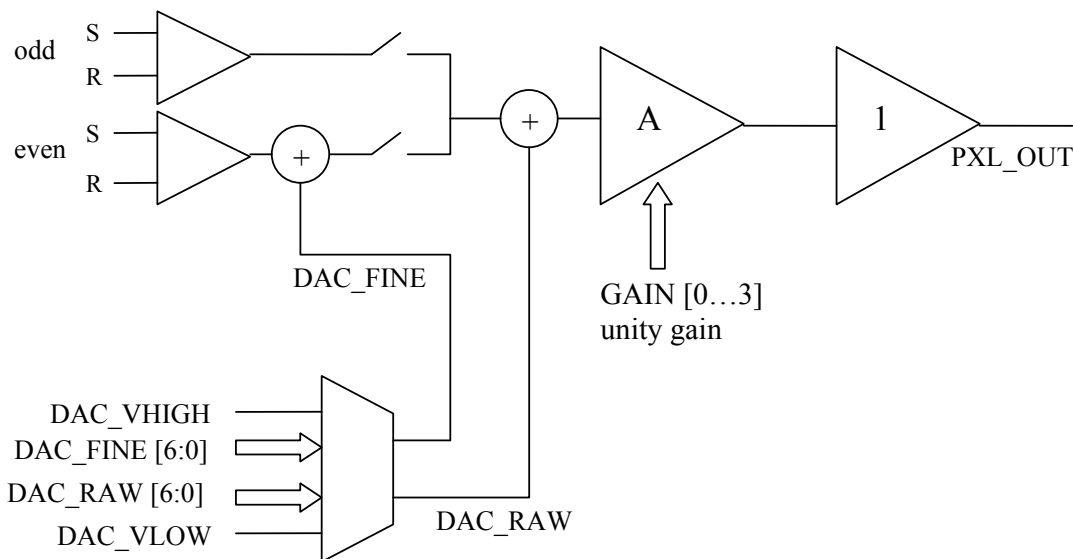 odd
S
R
even
S
R
+
+
A
1
PXL_OUT
DAC_FINE
GAIN [0…3]
unity gain
DAC_VHIGH
DAC_FINE [6:0]
DAC_RAW [6:0]
DAC_VLOW
DAC_RAW